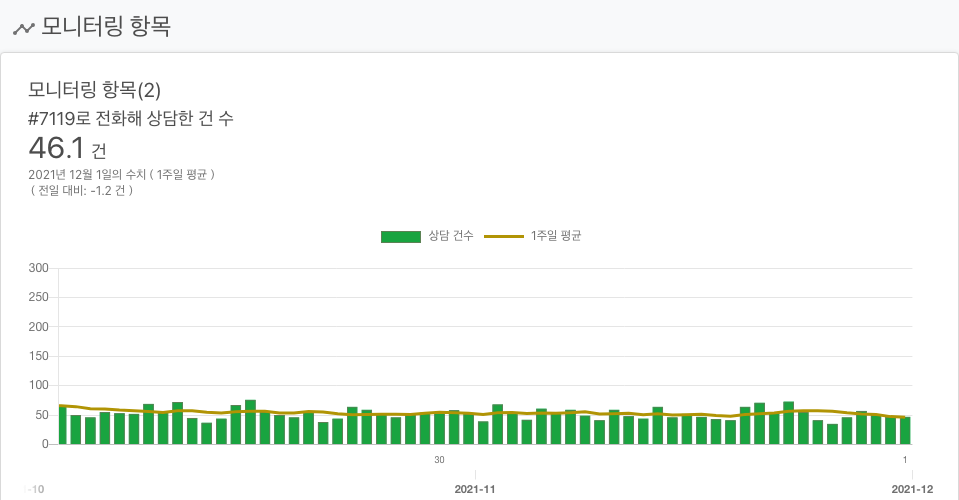 모니터링 항목
모니터링 항목(2)
#7119로 전화해 상담한 건 수
46.1 건
2021년 12월 1일의 수치 ( 1주일 평균 )
( 전일 대비: -1.2 건 )
상담 건수 1주일 평균
300
250
200
150
100
50
0
30 1
-10 2021-11 2021-12